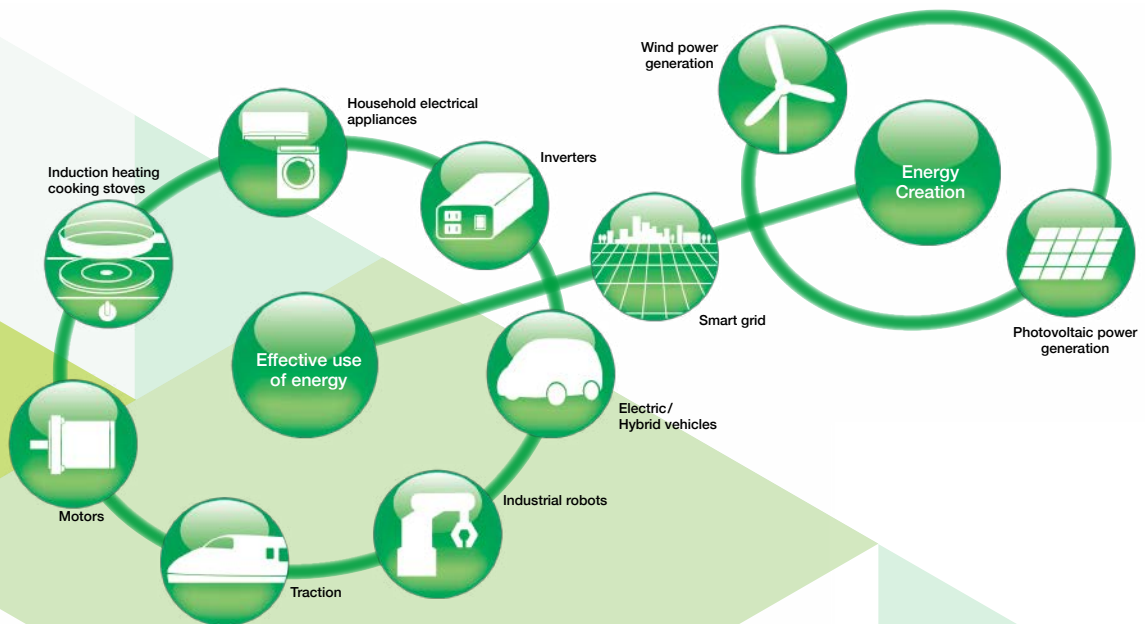 Wind power
generation
Household electrical
appliances
Inverters
Induction heating
cooking stoves
Energy
Creation
Smart grid
Photovoltaic power
generation
Effective use
of energy
Electric/
Hybrid vehicles
Industrial robots
Motors
Traction